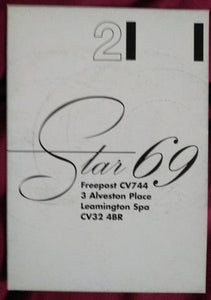 2
Star 69
Freepost CV744
3 Alveston Place
Leamington Spa
CV32 4BR